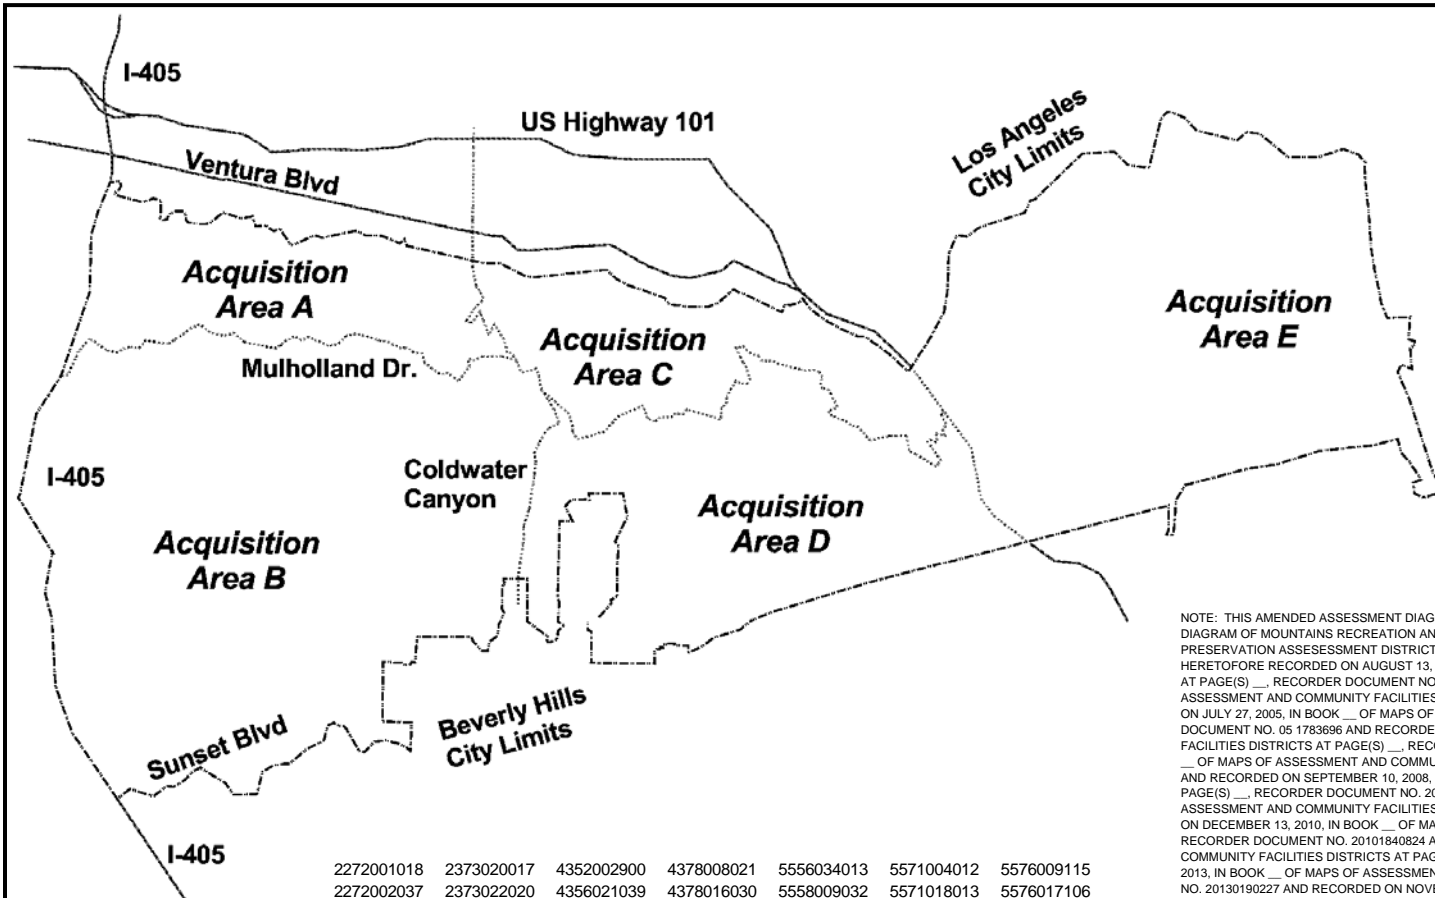 I-405
US Highway 101
Los Angeles
City Limits
Ventura Blvd
Acquisition
Area A
Acquisition
Area E
Mulholland Dr.
Acquisition
Area C
I-405
Coldwater
Canyon
Acquisition
Area D
Acquisition
Area B
Beverly Hills
City Limits
Sunset Blvd
I-405
NOTE: THIS AMENDED ASSESSMENT DIAG
DIAGRAM OF MOUNTAINS RECREATION AN
PRESERVATION ASSESESSMENT DISTRICT
HERETOFORE RECORDED ON AUGUST 13,
AT PAGE(S) __, RECORDER DOCUMENT NO
ASSESSMENT AND COMMUNITY FACILITIES
ON JULY 27, 2005, IN BOOK __ OF MAPS OF
DOCUMENT NO. 05 1783696 AND RECORDE
FACILITIES DISTRICTS AT PAGE(S) __, REC
__ OF MAPS OF ASSESSMENT AND COMMU
AND RECORDED ON SEPTEMBER 10, 2008,
PAGE(S) __, RECORDER DOCUMENT NO. 20
ASSESSMENT AND COMMUNITY FACILITIES
ON DECEMBER 13, 2010, IN BOOK __ OF MA
RECORDER DOCUMENT NO. 20101840824 A
COMMUNITY FACILITIES DISTRICTS AT PAG
2013, IN BOOK __ OF MAPS OF ASSESSMEN
NO. 20130190227 AND RECORDED ON NOVE
2272001018 2373020017 4352002900 4378008021 5556034013 5571004012 5576009115
2272002037 2373022020 4356021039 4378016030 5558009032 5571018013 5576017106